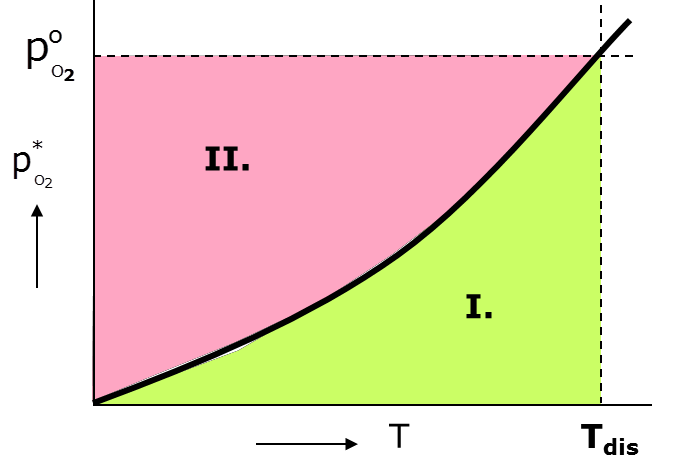 p°O₂
II.
p*O₂
I.
T
Tdis